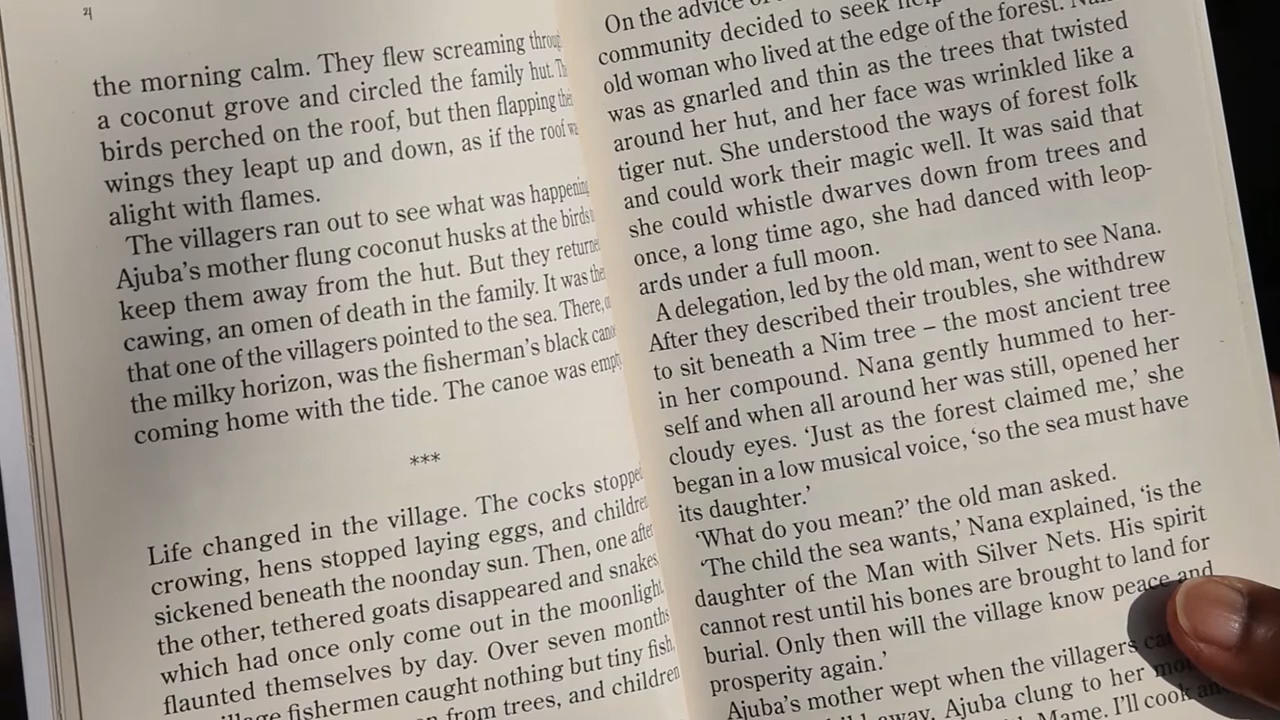 the morning calm. They flew screaming
a coconut grove and circled the family hut.
birds perched on the roof, but then flapping
wings they leapt up and down, as if the roof
alight with flames.
The villagers ran out to see what was happening
Ajuba's mother flung coconut husks at the birds
keep them away from the hut. But they
cawing, an omen of death in the family. It was
that one of the villagers pointed to the sea. There,
the milky horizon, was the fisherman's black
coming home with the tide. The canoe was
***
Life changed in the village. The cocks stopped
crowing, hens stopped laying eggs, and children
sickened beneath the noonday sun. Then, one after
the other, tethered goats disappeared and snakes
which had once only come out in the moonlight
flaunted themselves by day. Over seven months
fishermen caught nothing but tiny fish,
from trees, and children
On the advice
community decided to seek
old woman who lived at the edge of the forest.
was as gnarled and thin as the trees that twisted
around her hut, and her face was wrinkled like a
tiger nut. She understood the ways of forest folk
and could work their magic well. It was said that
she could whistle dwarves down from trees and
once, a long time ago, she had danced with leop-
ards under a full moon.
A delegation, led by the old man, went to see Nana.
After they described their troubles, she withdrew
to sit beneath a Nim tree – the most ancient tree
in her compound. Nana gently hummed to her-
self and when all around her was still, opened her
cloudy eyes. 'Just as the forest claimed me,' she
began in a low musical voice, 'so the sea must have
its daughter.'
'What do you mean?' the old man asked.
'The child the sea wants,' Nana explained, 'is the
daughter of the Man with Silver Nets. His spirit
cannot rest until his bones are brought to land for
burial. Only then will the village know peace and
prosperity again.'
Ajuba's mother wept when the villagers
away. Ajuba clung to her
Mame. I'll cook